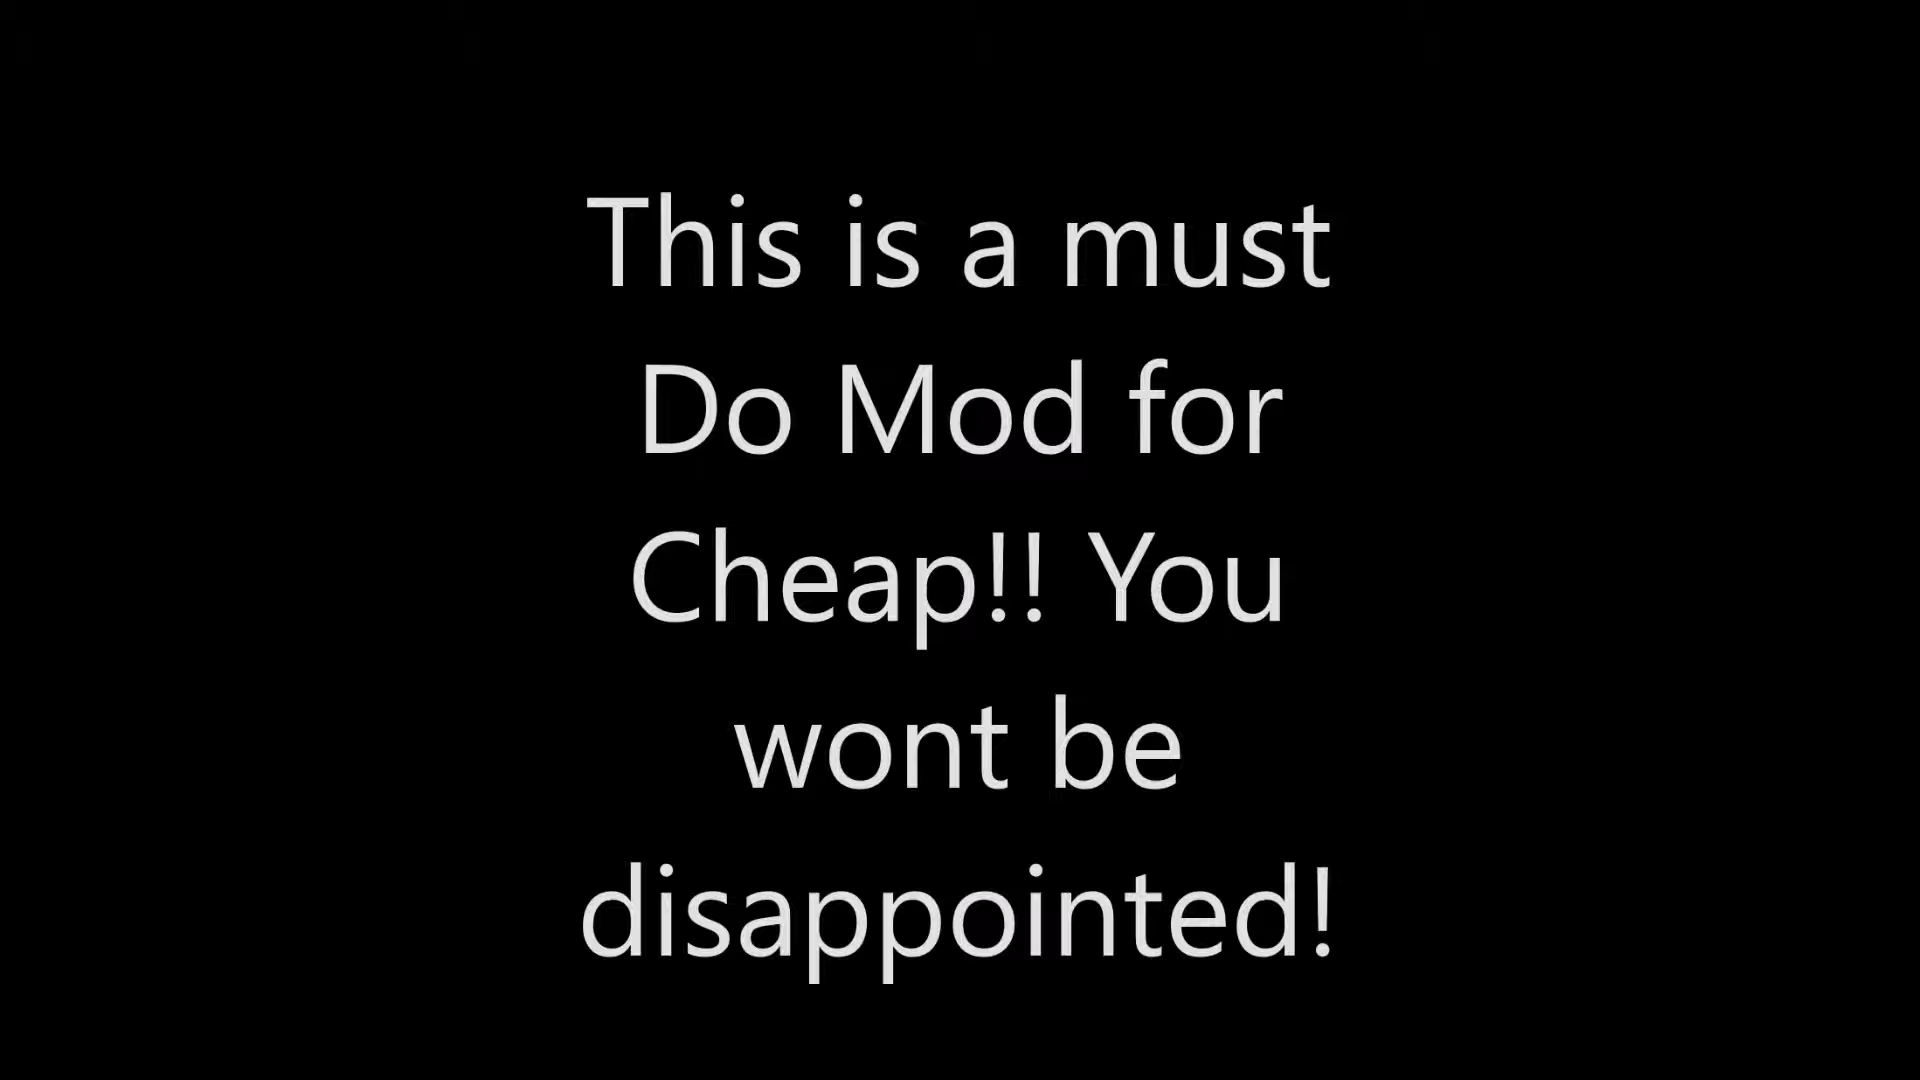 This is a must
Do Mod for
Cheap!! You
wont be
disappointed!